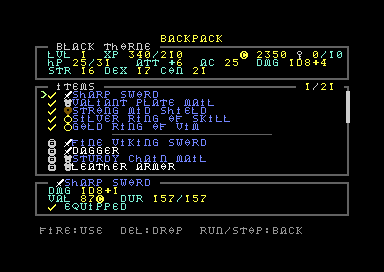 BACKPACK
BLACK THORNE
LVL 1 XP 340/210 2350 0/10
HP 25/31 ATT +6 AC 25 DMG 1D8+4
STR 16 DEX 17 CON 21
ITEMS 1/21
SHARP SWORD
VALIANT PLATE MAIL
STRONG MID SHIELD
SILVER RING OF SKILL
GOLD RING OF VIM
FINE VIKING SWORD
DAGGER
STURDY CHAIN MAIL
LEATHER ARMOR
SHARP SWORD
DMG 1D8+1
VAL 87 DUR 157/157
EQUIPPED
FIRE:USE DEL:DROP RUN/STOP:BACK